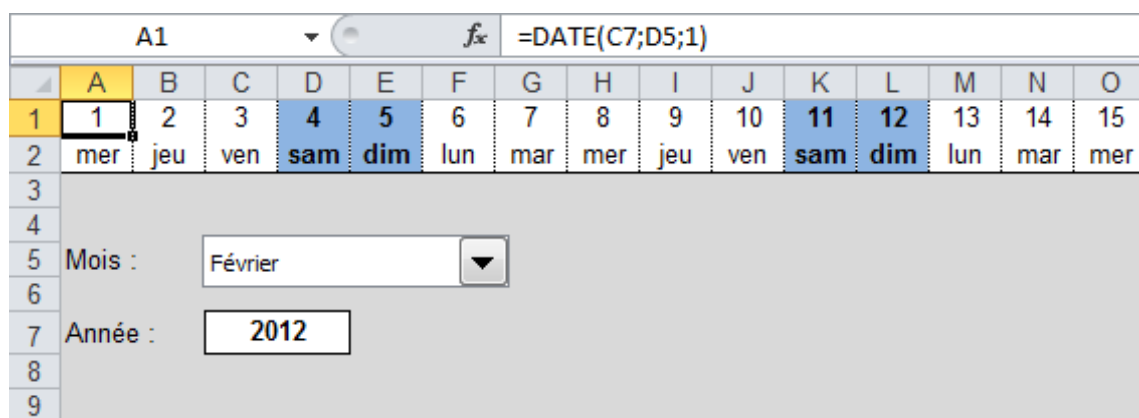 A1 fx =DATE(C7;D5;1)
A B C D E F G H I J K L M N O
1 1 2 3 4 5 6 7 8 9 10 11 12 13 14 15
2 mer jeu ven sam dim lun mar mer jeu ven sam dim lun mar mer
3
4
5 Mois : Février
6
7 Année : 2012
8
9